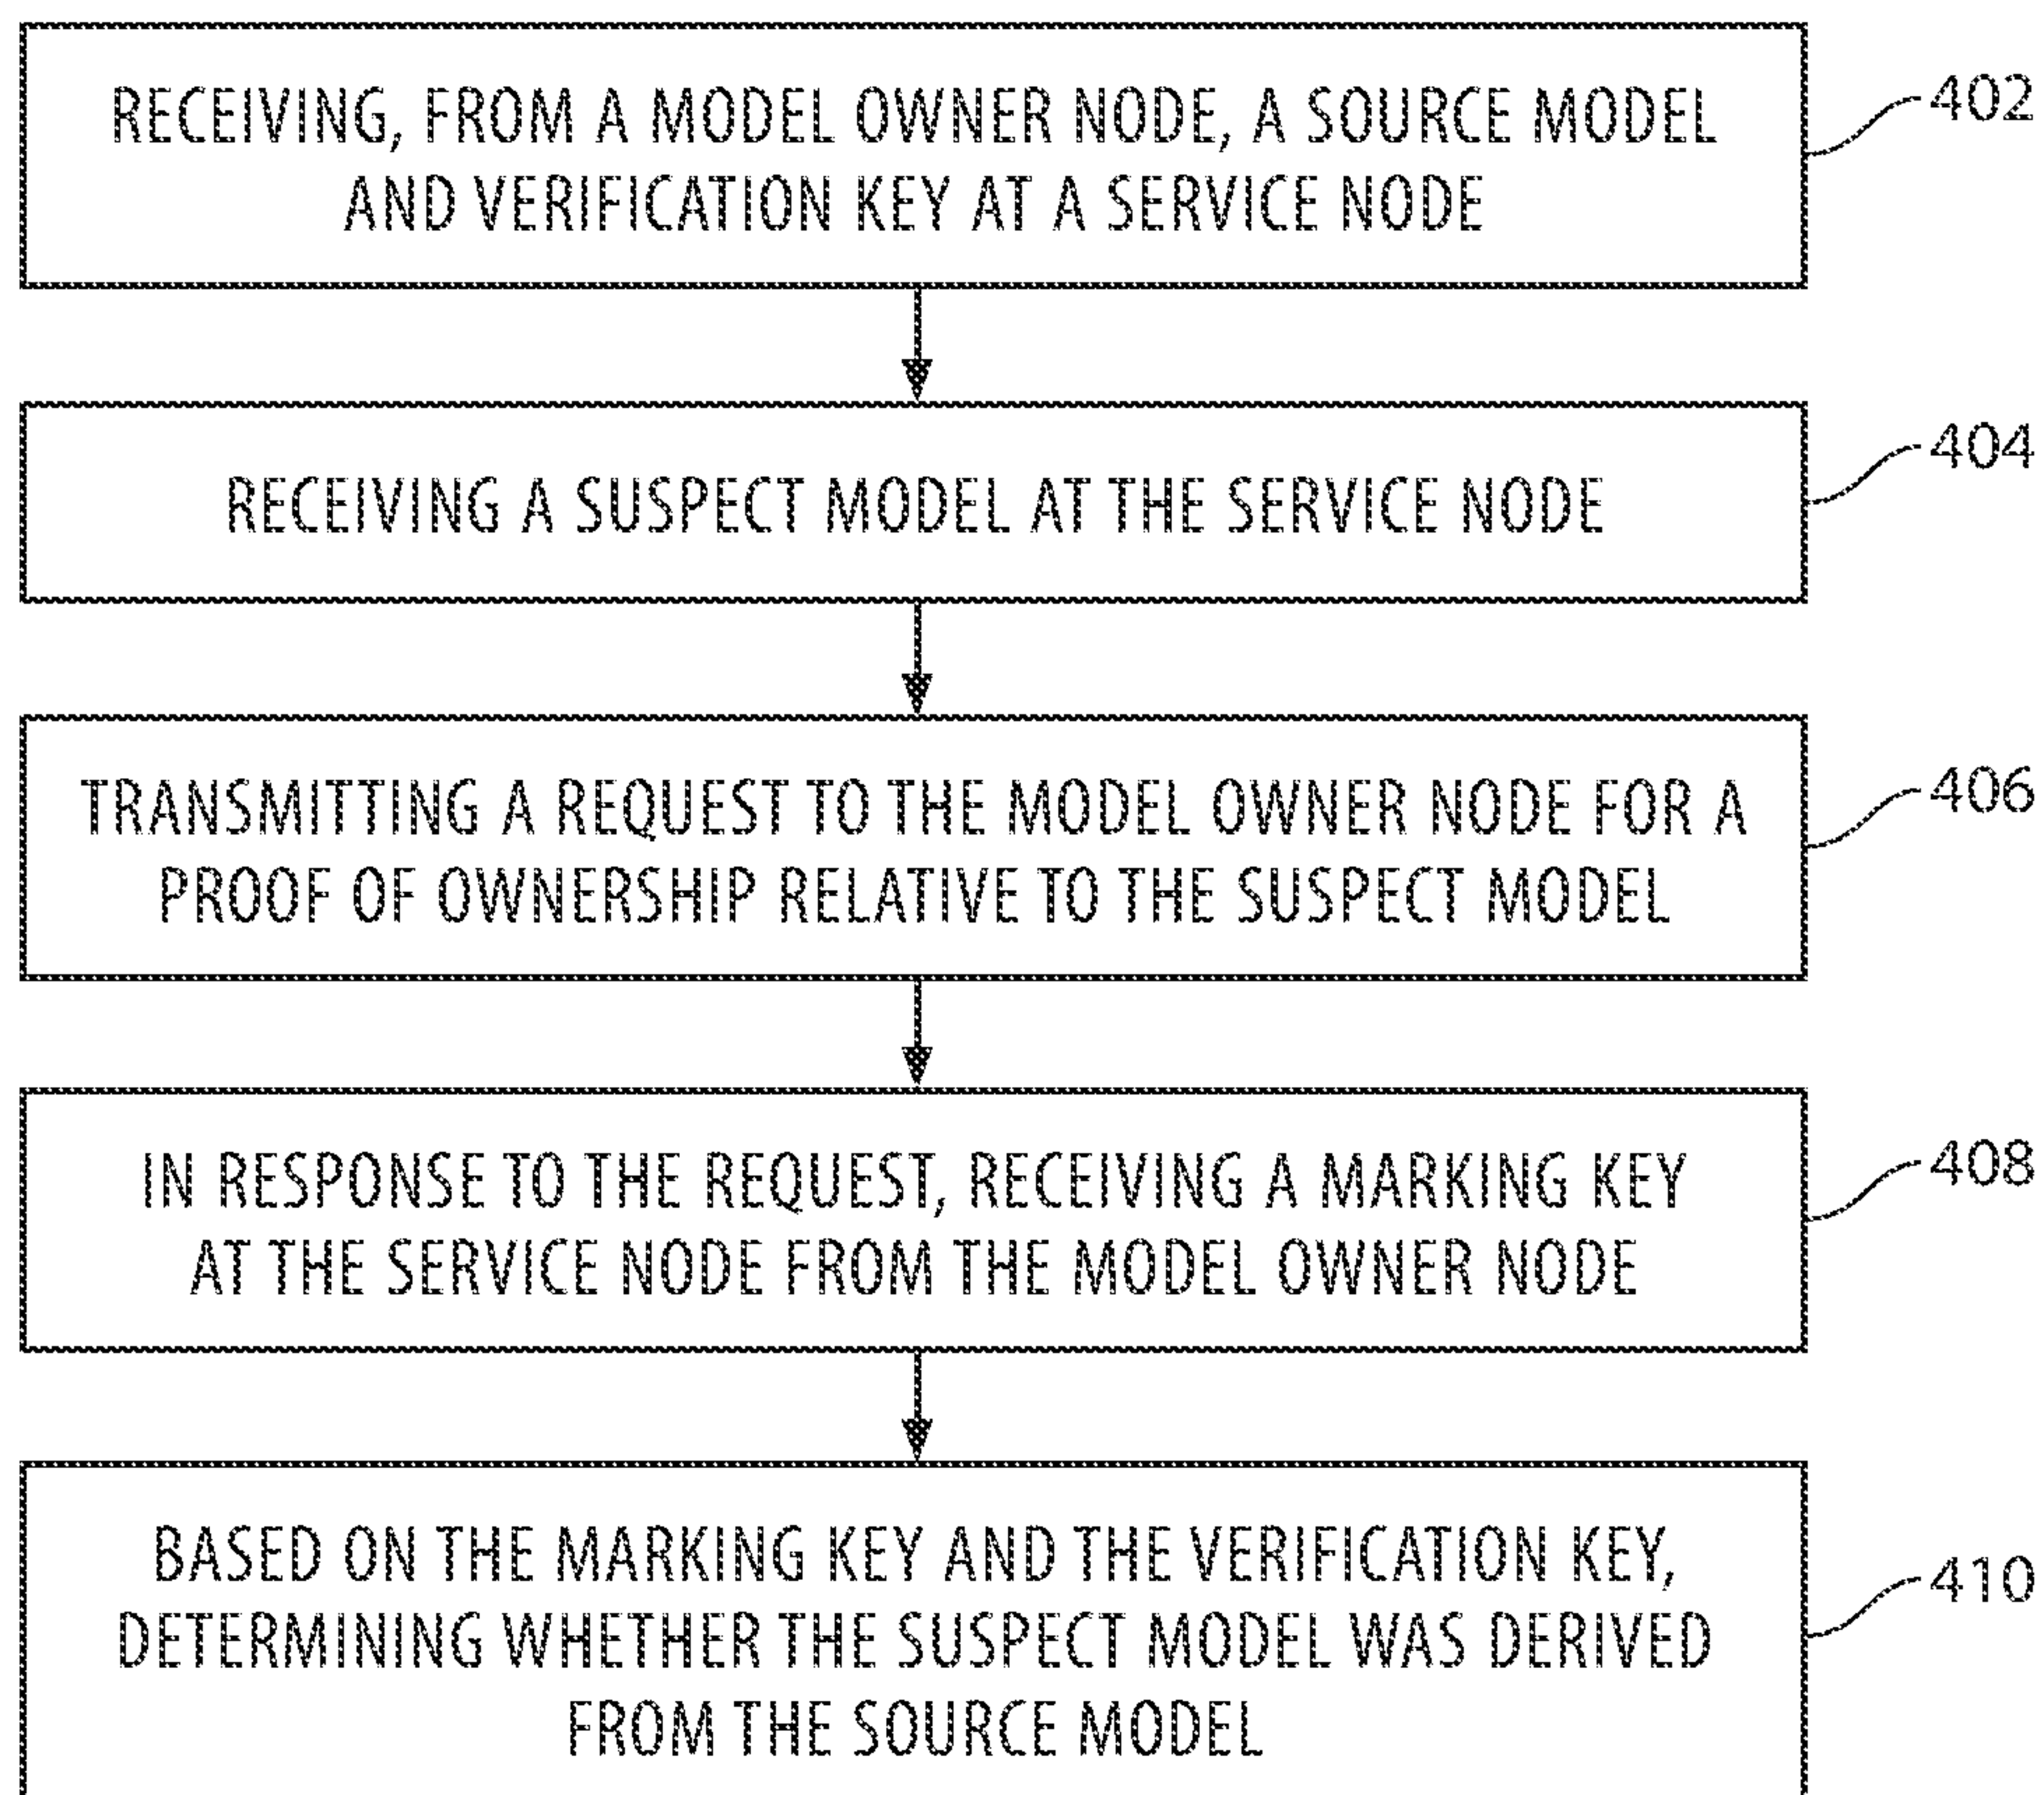 RECEIVING, FROM A MODEL OWNER NODE, A SOURCE MODEL
AND VERIFICATION KEY AT A SERVICE NODE
402
RECEIVING A SUSPECT MODEL AT THE SERVICE NODE
404
TRANSMITTING A REQUEST TO THE MODEL OWNER NODE FOR A
PROOF OF OWNERSHIP RELATIVE TO THE SUSPECT MODEL
406
IN RESPONSE TO THE REQUEST, RECEIVING A MARKING KEY
AT THE SERVICE NODE FROM THE MODEL OWNER NODE
408
BASED ON THE MARKING KEY AND THE VERIFICATION KEY,
DETERMINING WHETHER THE SUSPECT MODEL WAS DERIVED
FROM THE SOURCE MODEL
410